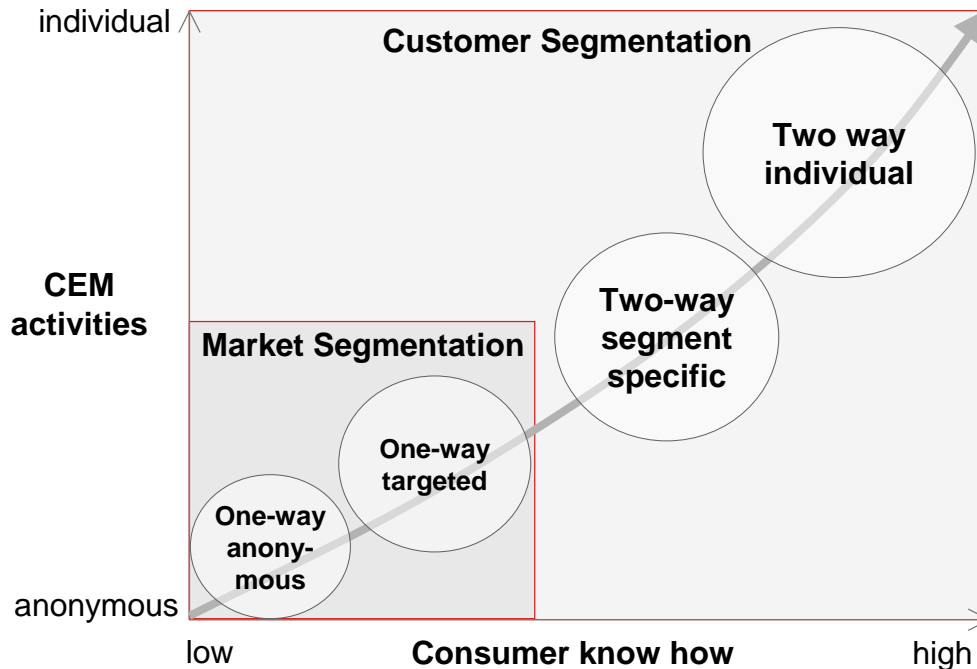 individual
Customer Segmentation
Two way
individual
CEM
activities
Two-way
segment
specific
Market Segmentation
One-way
targeted
One-way
anony-
mous
anonymous
low
Consumer know how
high